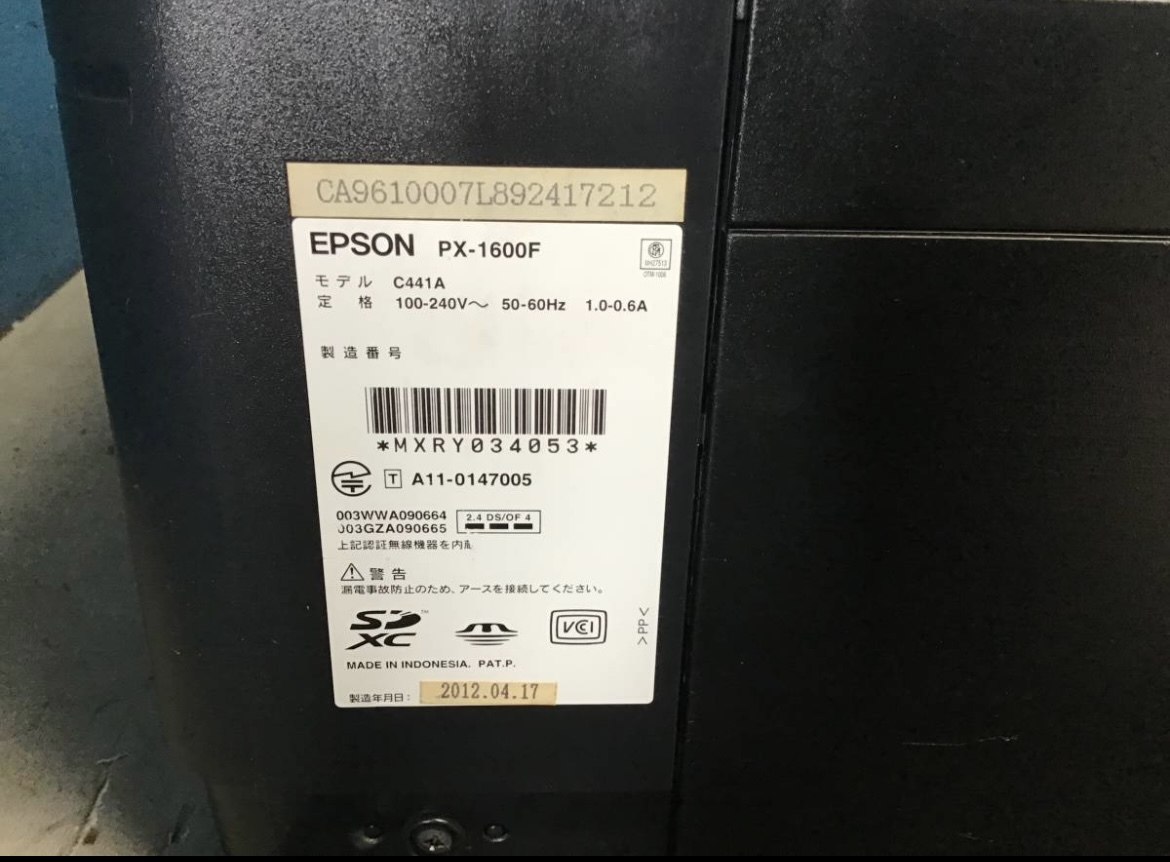 CA9610007L892417212
EPSON PX-1600F
モデル C441A
定 格 100-240V～ 50-60Hz 1.0-0.6A
製造番号
*MXRY034053*
T A11-0147005
003WWA090664
003GZA090665
2.4 DS/OF 4
上記認証無線機器を内
⚠警告
漏電事故防止のため、アースを接続してください。
SD XC™
VCCI
>PP<
MADE IN INDONESIA. PAT.P.
製造年月日: 2012.04.17